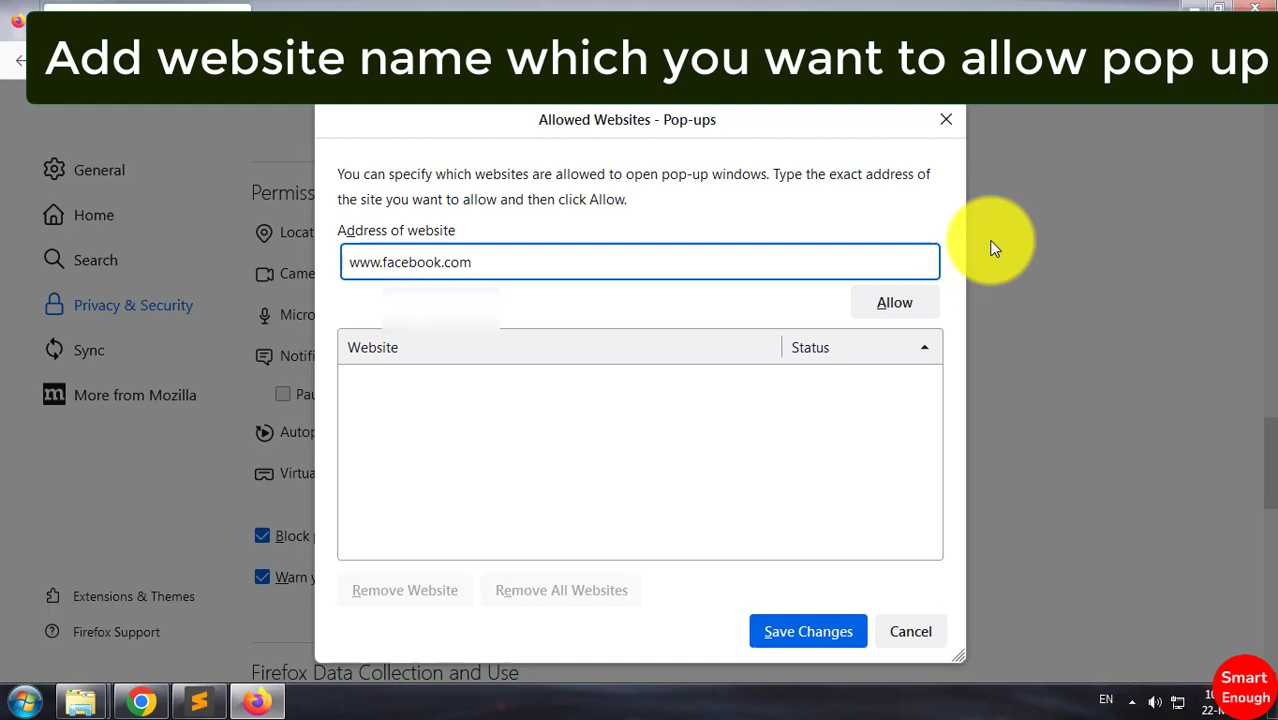 Add website name which you want to allow pop up
Allowed Websites - Pop-ups
You can specify which websites are allowed to open pop-up windows. Type the exact address of
the site you want to allow and then click Allow.
Address of website
www.facebook.com
Allow
Website
Status
Remove Website
Remove All Websites
Save Changes
Cancel
General
Home
Search
Privacy & Security
Sync
More from Mozilla
Extensions & Themes
Firefox Support
Permiss
Locat
Came
Micro
Notifi
Pau
Autop
Virtua
Block
Warn y
Firefox Data Collection and Use
EN
Smart
Enough